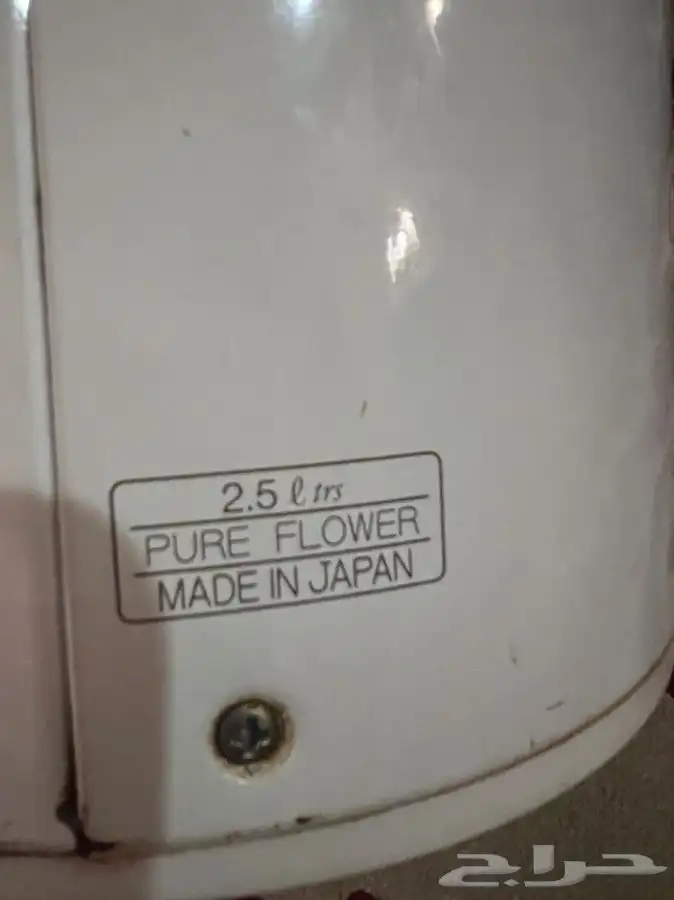 2.5 ℓtrs
PURE FLOWER
MADE IN JAPAN
حراج